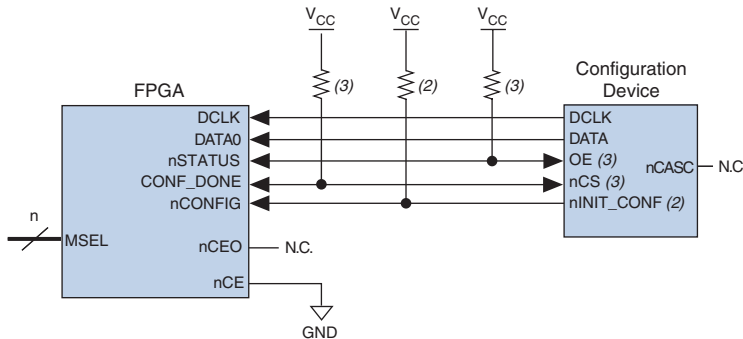 VCC VCC VCC
(3) (2) (3)
FPGA
Configuration
Device
DCLK
DATA0
nSTATUS
CONF_DONE
nCONFIG
nCEO
N.C.
nCE
GND
n
MSEL
DCLK
DATA
OE (3)
nCS (3)
nINIT_CONF (2)
nCASC
N.C